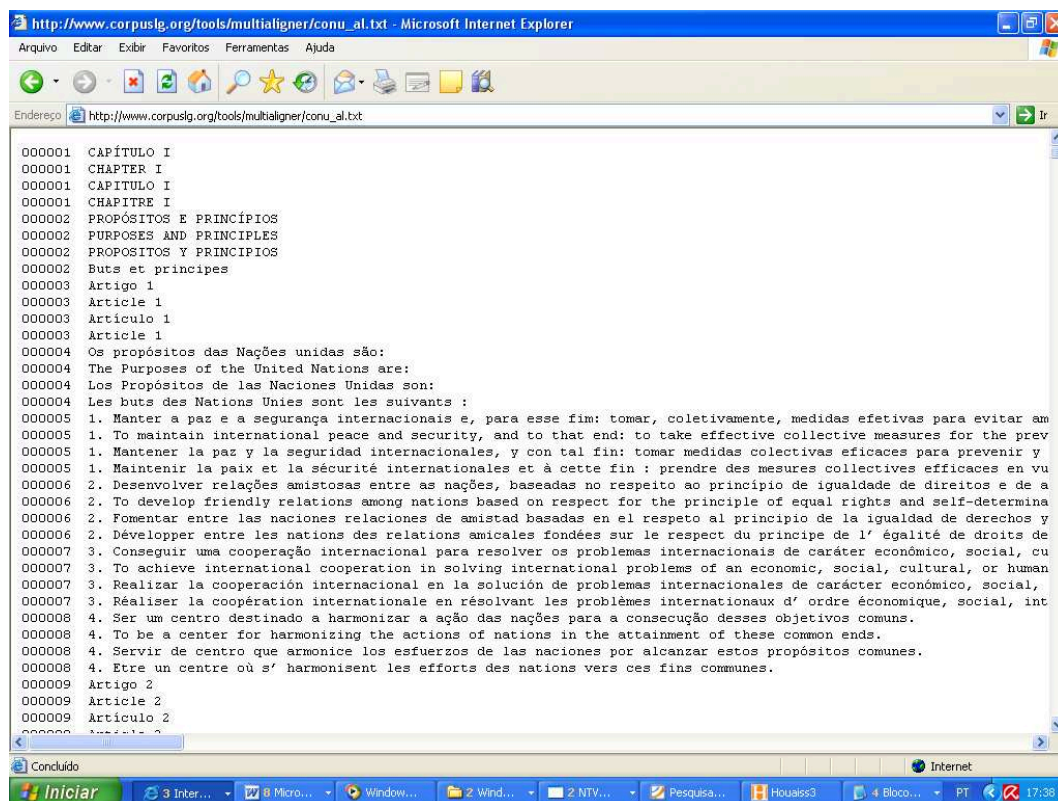 http://www.corpuslg.org/tools/multialigner/conu_al.txt - Microsoft Internet Explorer
Arquivo Editar Exibir Favoritos Ferramentas Ajuda
Endereço http://www.corpuslg.org/tools/multialigner/conu_al.txt Ir
000001 CAPÍTULO I
000001 CHAPTER I
000001 CAPITULO I
000001 CHAPITRE I
000002 PROPÓSITOS E PRINCÍPIOS
000002 PURPOSES AND PRINCIPLES
000002 PROPOSITOS Y PRINCIPIOS
000002 Buts et principes
000003 Artigo 1
000003 Article 1
000003 Artículo 1
000003 Article 1
000004 Os propósitos das Nações unidas são:
000004 The Purposes of the United Nations are:
000004 Los Propósitos de las Naciones Unidas son:
000004 Les buts des Nations Unies sont les suivants :
000005 1. Manter a paz e a segurança internacionais e, para esse fim: tomar, coletivamente, medidas efetivas para evitar am
000005 1. To maintain international peace and security, and to that end: to take effective collective measures for the prev
000005 1. Mantener la paz y la seguridad internacionales, y con tal fin: tomar medidas colectivas eficaces para prevenir y
000005 1. Maintenir la paix et la sécurité internationales et à cette fin : prendre des mesures collectives efficaces en vu
000006 2. Desenvolver relações amistosas entre as nações, baseadas no respeito ao princípio de igualdade de direitos e de a
000006 2. To develop friendly relations among nations based on respect for the principle of equal rights and self-determina
000006 2. Fomentar entre las naciones relaciones de amistad basadas en el respeto al principio de la igualdad de derechos y
000006 2. Développer entre les nations des relations amicales fondées sur le respect du principe de l’ égalité de droits de
000007 3. Conseguir uma cooperação internacional para resolver os problemas internacionais de caráter econômico, social, cu
000007 3. To achieve international cooperation in solving international problems of an economic, social, cultural, or human
000007 3. Realizar la cooperación internacional en la solución de problemas internacionales de carácter económico, social,
000007 3. Réaliser la coopération internationale en résolvant les problèmes internationaux d’ ordre économique, social, int
000008 4. Ser um centro destinado a harmonizar a ação das nações para a consecução desses objetivos comuns.
000008 4. To be a center for harmonizing the actions of nations in the attainment of these common ends.
000008 4. Servir de centro que armonice los esfuerzos de las naciones por alcanzar estos propósitos comunes.
000008 4. Etre un centre où s’ harmonisent les efforts des nations vers ces fins communes.
000009 Artigo 2
000009 Article 2
000009 Artículo 2
Concluído Internet
Iniciar 3 Inter... 8 Micro... Window... 2 Wind... 2 NTV... Pesquisa... Houaiss3 4 Bloco... PT 17:38